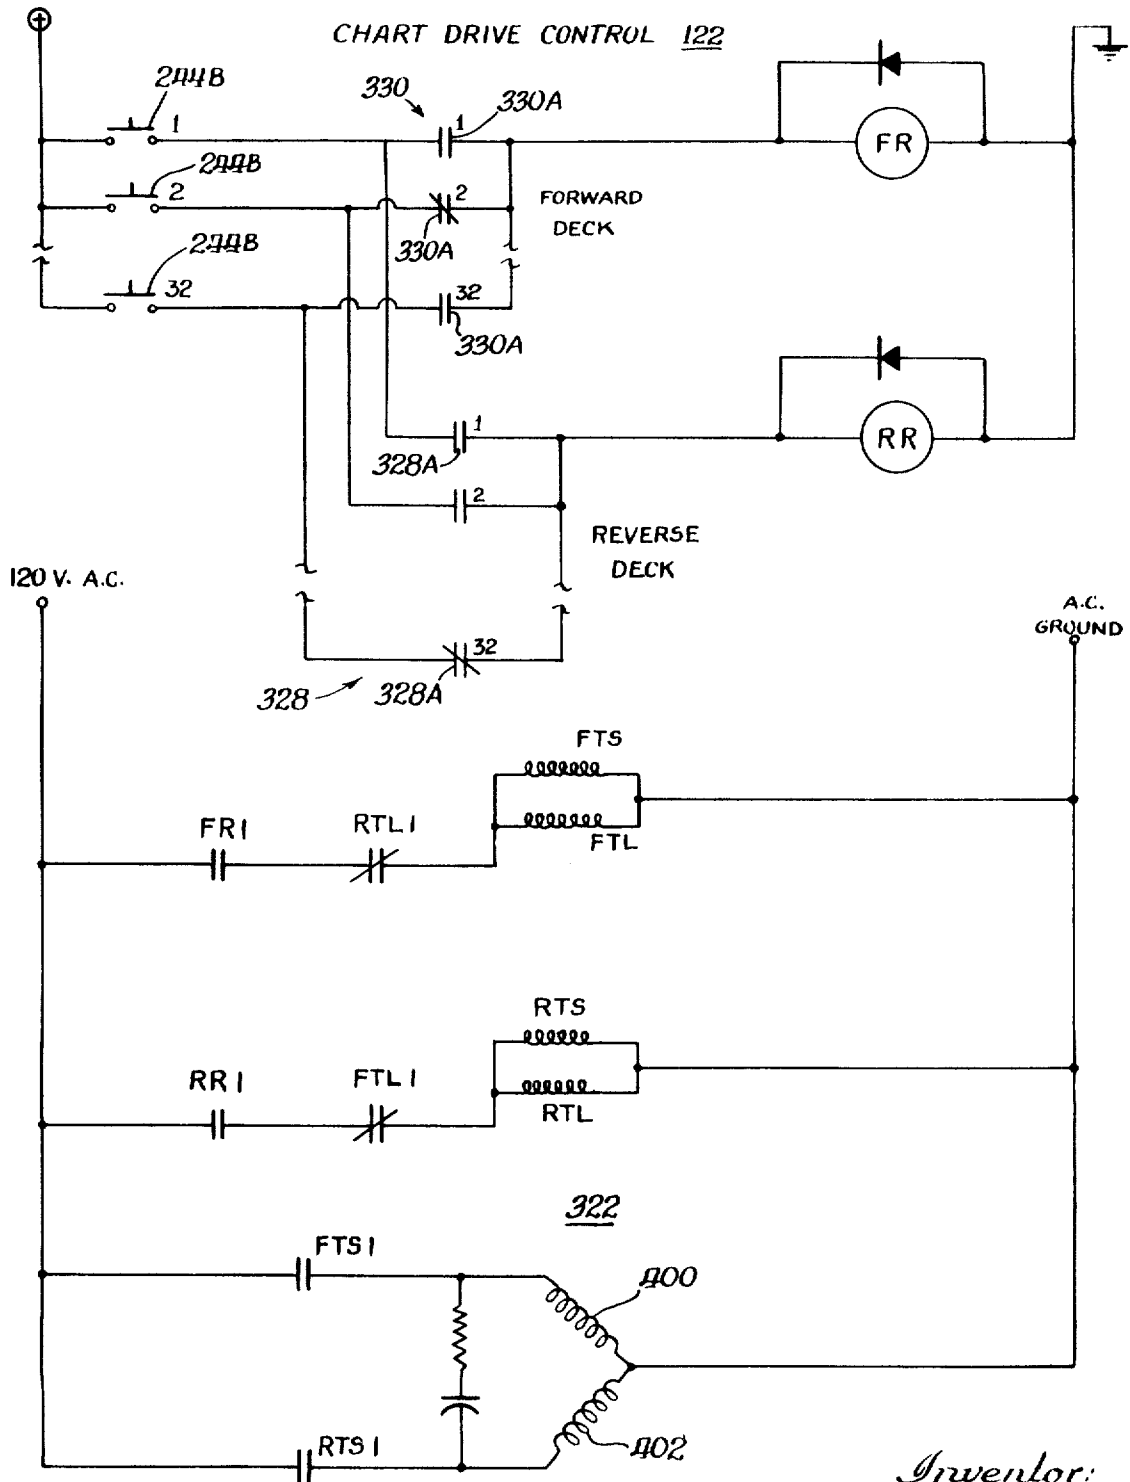 CHART DRIVE CONTROL 122
244B
1
330
330A
1
FR
244B
2
2
FORWARD
DECK
330A
244B
32
32
330A
1
328A
RR
2
REVERSE
DECK
120 V. A.C.
A.C.
GROUND
32
328
328A
FTS
FR1
RTL1
FTL
RTS
RR1
FTL1
RTL
322
FTS1
400
RTS1
402
Inventor: